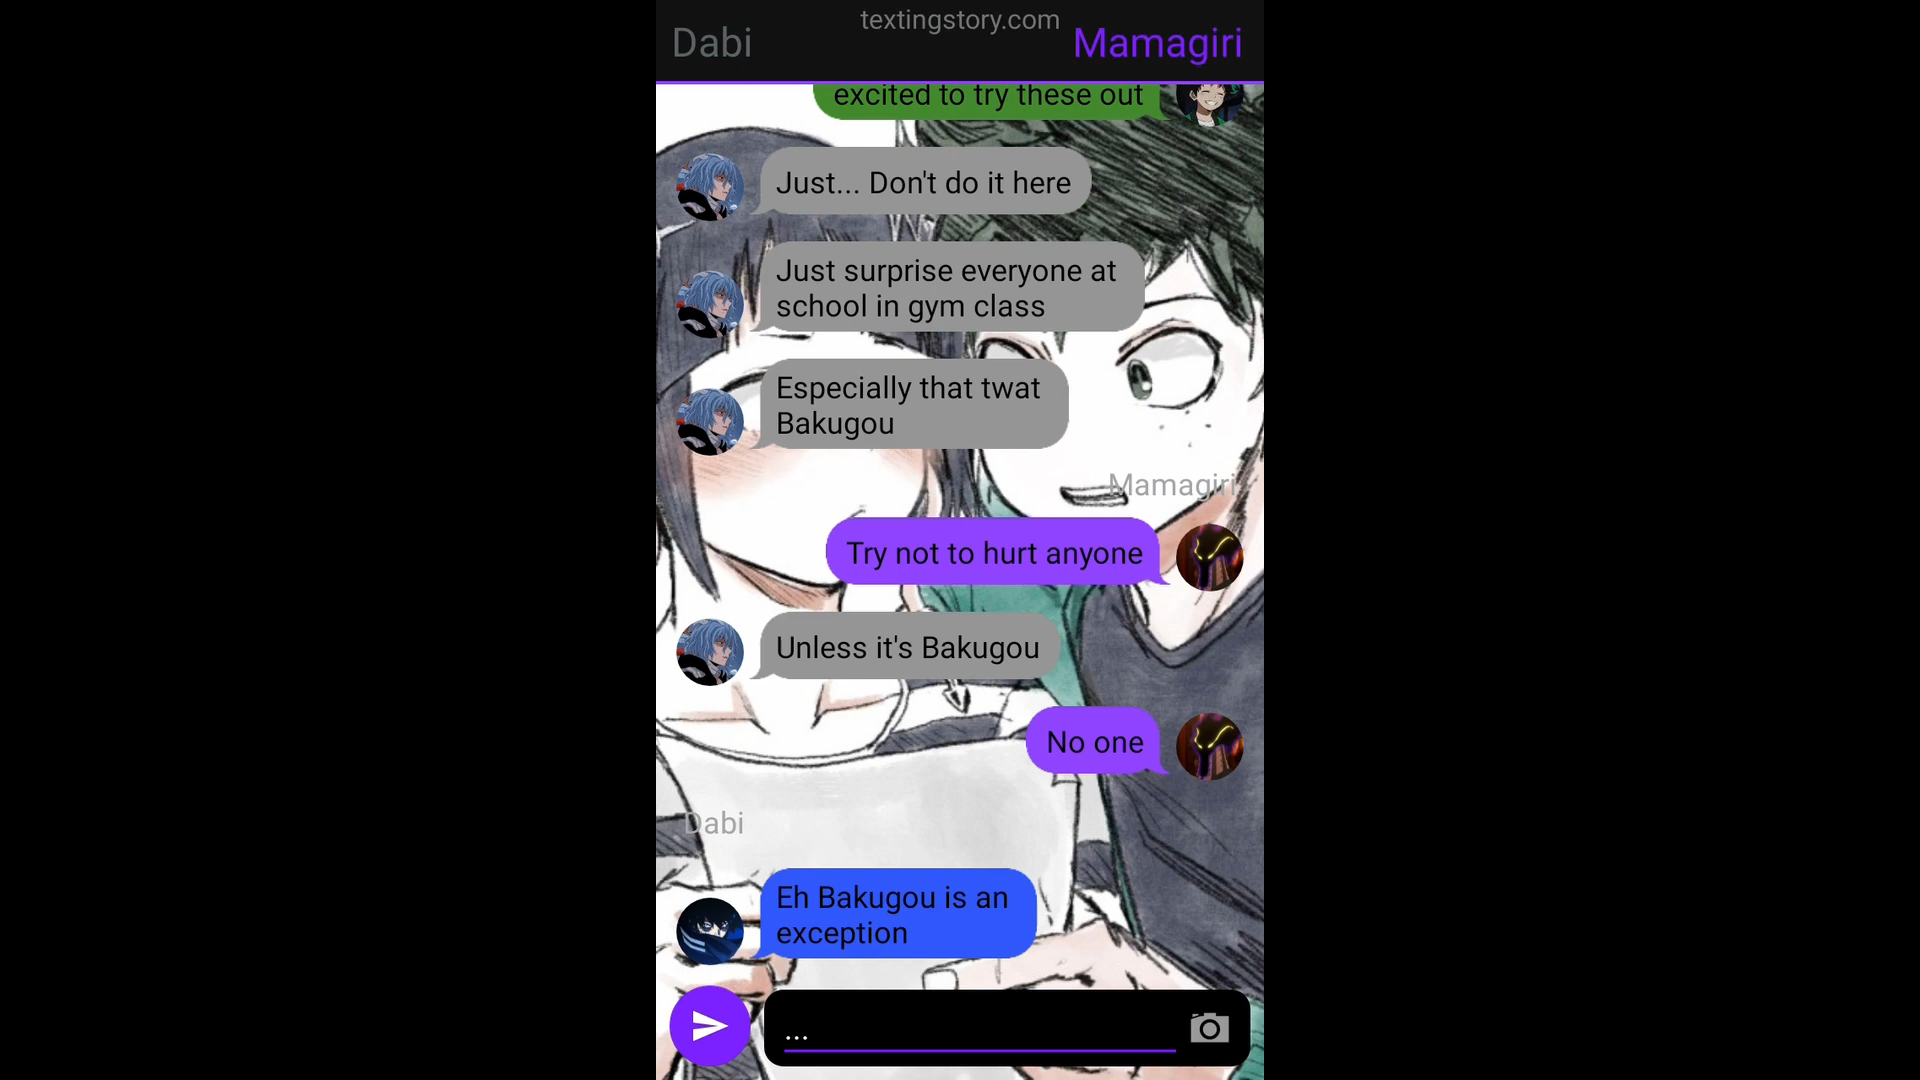 textingstory.com
Dabi
Mamagiri
excited to try these out
Just... Don't do it here
Just surprise everyone at
school in gym class
Especially that twat
Bakugou
Mamagiri
Try not to hurt anyone
Unless it's Bakugou
No one
Dabi
Eh Bakugou is an
exception
...